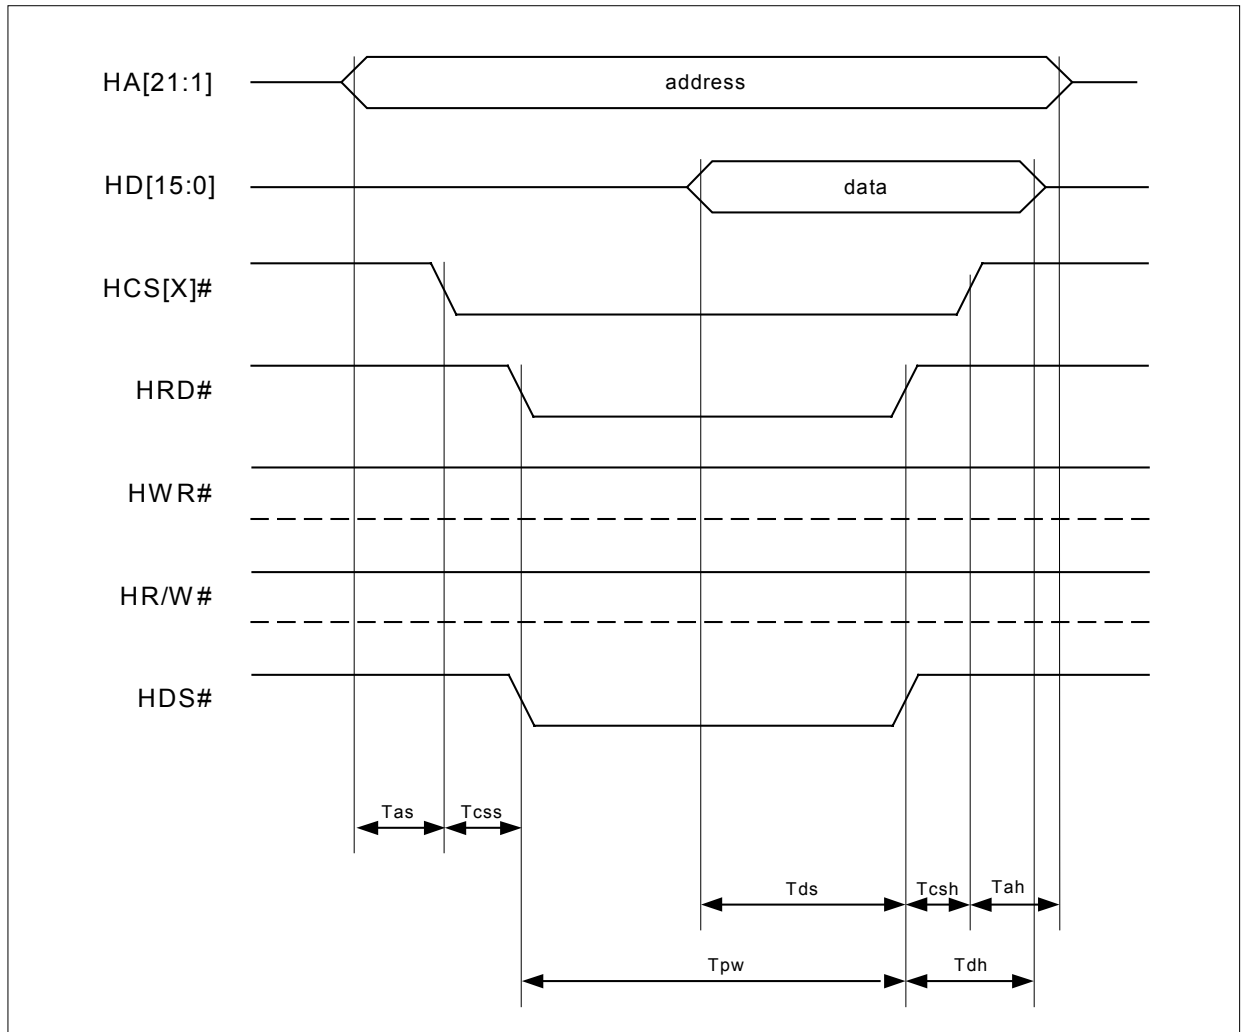 HA[21:1]
address
HD[15:0]
data
HCS[X]#
HRD#
HWR#
HR/W#
HDS#
Tas
Tcss
Tds
Tcsh
Tah
Tpw
Tdh